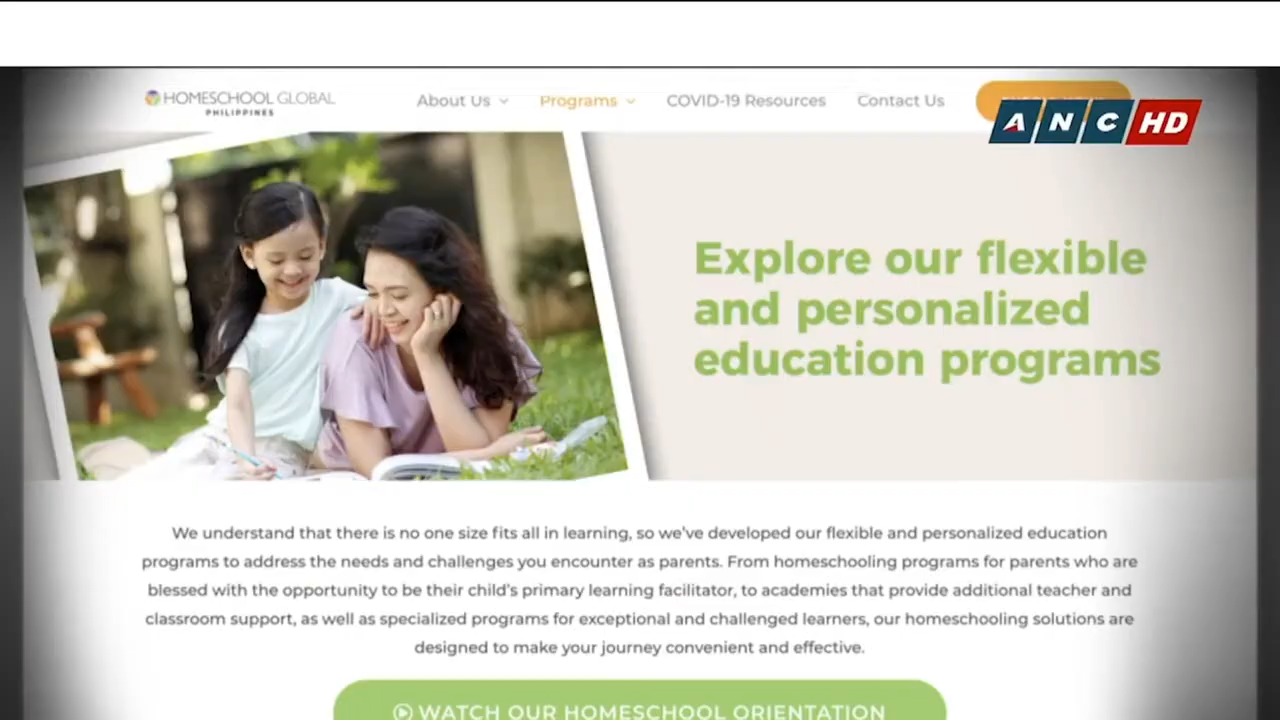 HOMESCHOOL GLOBAL
PHILIPPINES
About Us
Programs
COVID-19 Resources
Contact Us
ANC HD
Explore our flexible
and personalized
education programs
We understand that there is no one size fits all in learning, so we've developed our flexible and personalized education
programs to address the needs and challenges you encounter as parents. From homeschooling programs for parents who are
blessed with the opportunity to be their child's primary learning facilitator, to academies that provide additional teacher and
classroom support, as well as specialized programs for exceptional and challenged learners, our homeschooling solutions are
designed to make your journey convenient and effective.
WATCH OUR HOMESCHOOL ORIENTATION